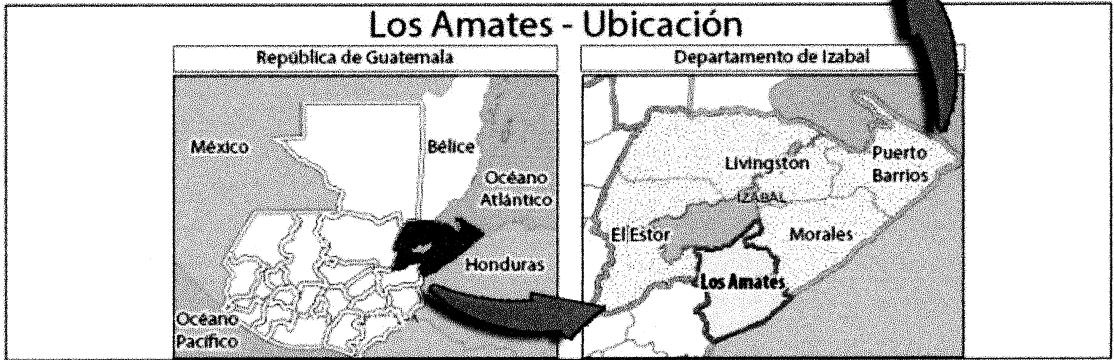 Los Amates - Ubicación
República de Guatemala
Departamento de Izabal
México
Bélice
Océano
Atlántico
Honduras
Océano
Pacífico
Livingston
Puerto
Barrios
IZABAL
El Estor
Morales
Los Amates